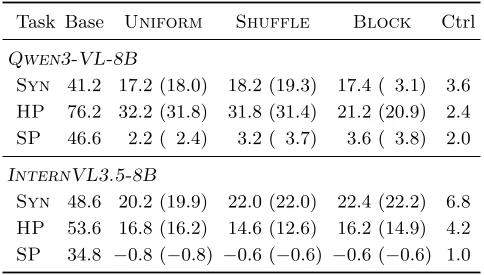 Task Base Uniform Shuffle Block Ctrl
Qwen3-VL-8B
Syn 41.2 17.2 (18.0) 18.2 (19.3) 17.4 ( 3.1) 3.6
HP 76.2 32.2 (31.8) 31.8 (31.4) 21.2 (20.9) 2.4
SP 46.6 2.2 ( 2.4) 3.2 ( 3.7) 3.6 ( 3.8) 2.0
InternVL3.5-8B
Syn 48.6 20.2 (19.9) 22.0 (22.0) 22.4 (22.2) 6.8
HP 53.6 16.8 (16.2) 14.6 (12.6) 16.2 (14.9) 4.2
SP 34.8 −0.8 (−0.8) −0.6 (−0.6) −0.6 (−0.6) 1.0